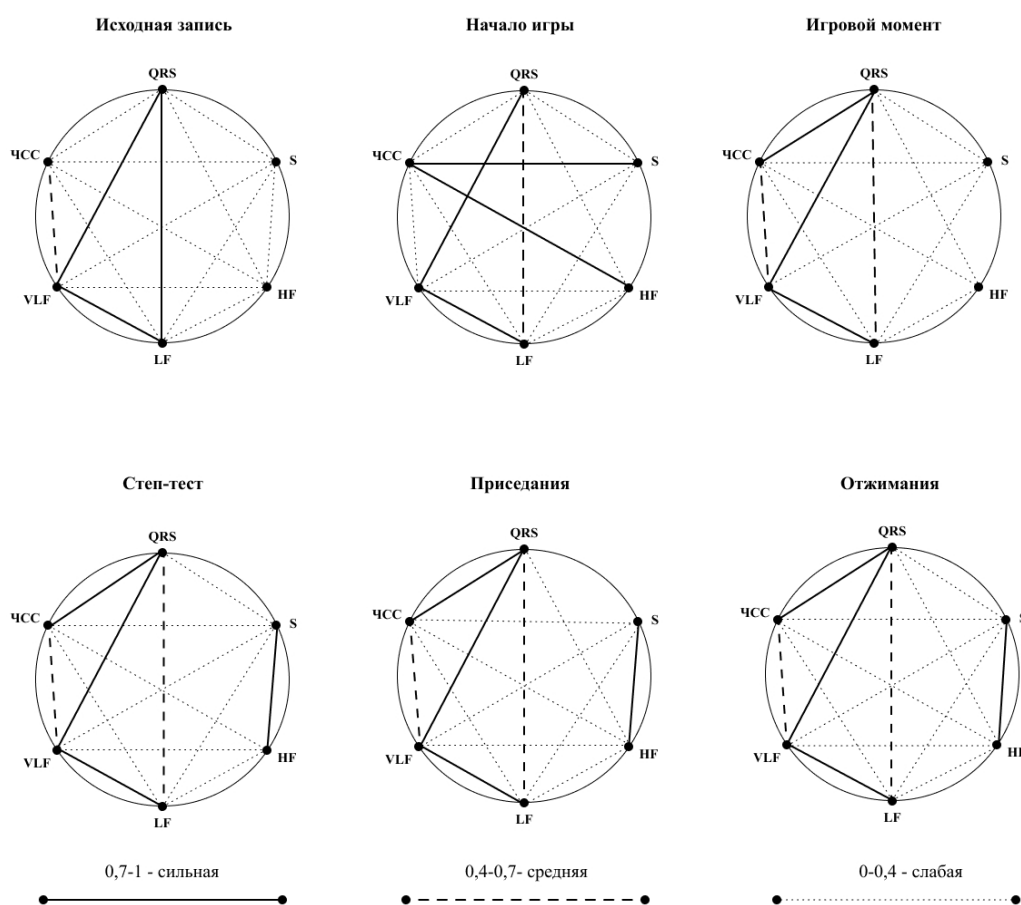 Исходная запись
Начало игры
Игровой момент
QRS
QRS
QRS
ЧСС
S
ЧСС
S
ЧСС
S
VLF
HF
VLF
HF
VLF
HF
LF
LF
LF
Степ-тест
Приседания
Отжимания
QRS
QRS
QRS
ЧСС
S
ЧСС
S
ЧСС
VLF
HF
VLF
HF
VLF
LF
LF
LF
0,7-1 - сильная
0,4-0,7- средняя
0-0,4 - слабая